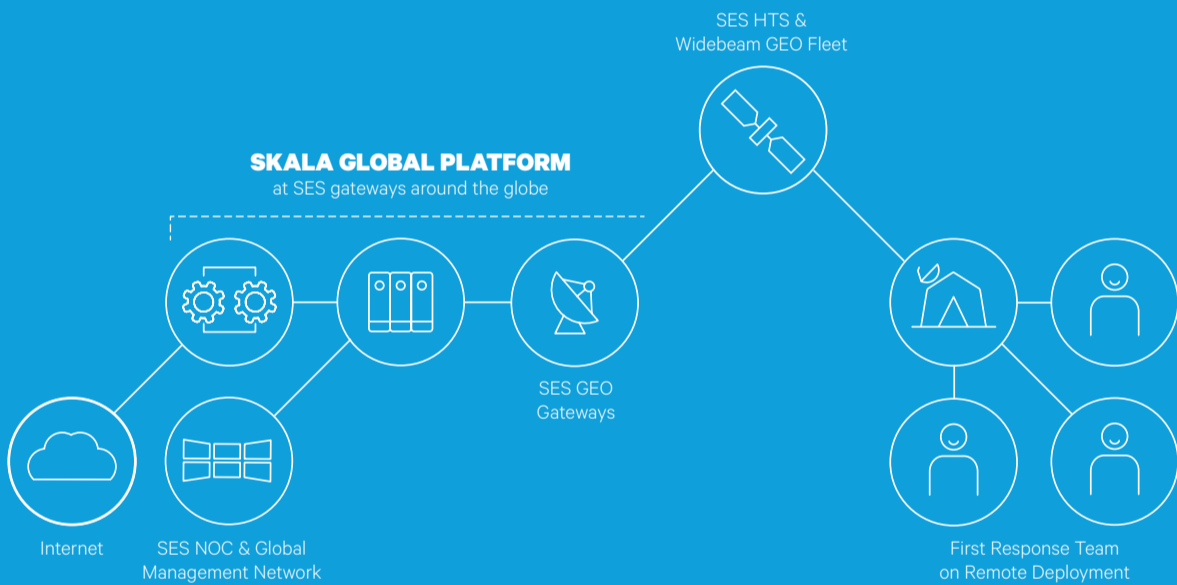 SES HTS &
Widebeam GEO Fleet
SKALA GLOBAL PLATFORM
at SES gateways around the globe
SES GEO
Gateways
Internet
SES NOC & Global
Management Network
First Response Team
on Remote Deployment